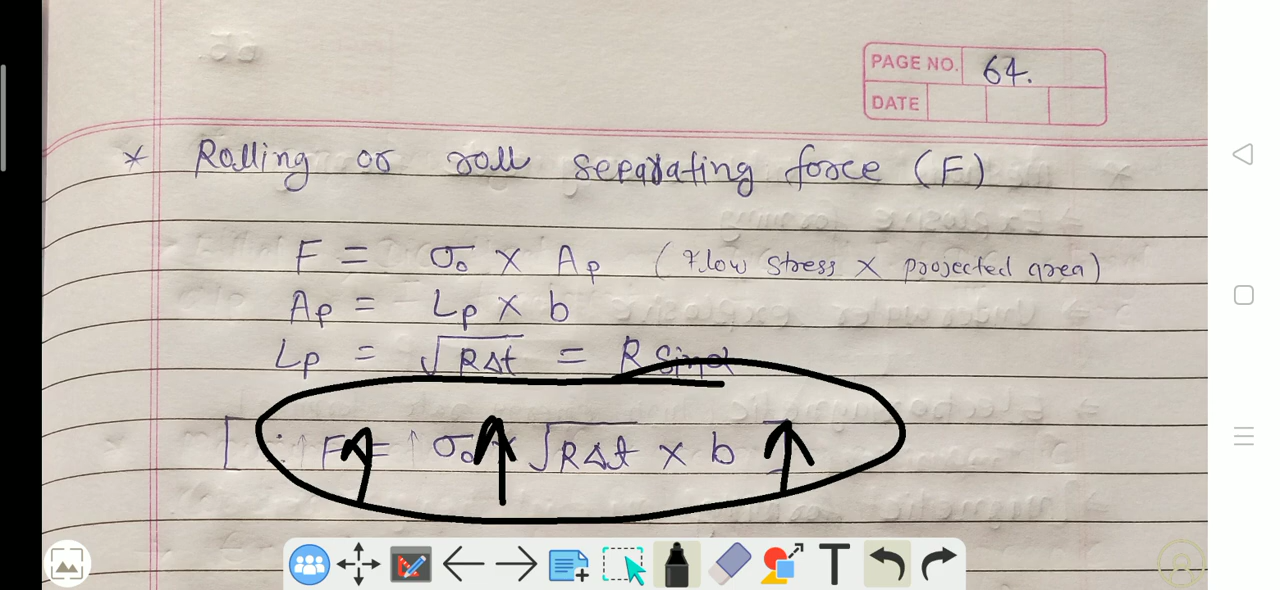 PAGE NO. 64.
DATE
* Rolling or roll separating force (F)
F = σ₀ × Ap (Flow stress × projected area)
Ap = Lp × b
Lp = √RΔt = R sinα
∴ ↑ F = ↑ σ₀ × √RΔt × b
T